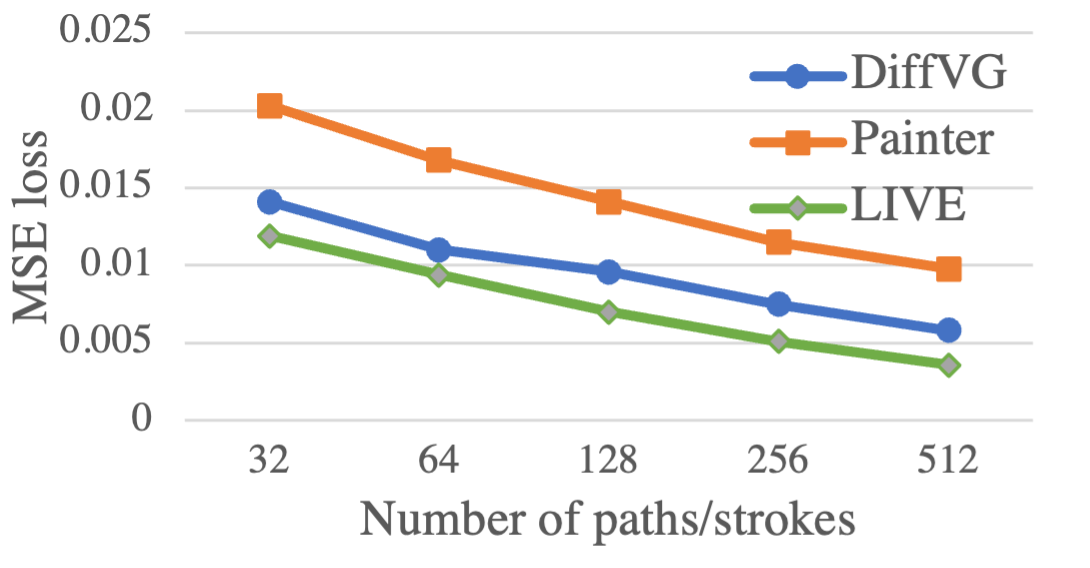 0.025
0.02
0.015
0.01
0.005
0
MSE loss
DiffVG
Painter
LIVE
32 64 128 256 512
Number of paths/strokes